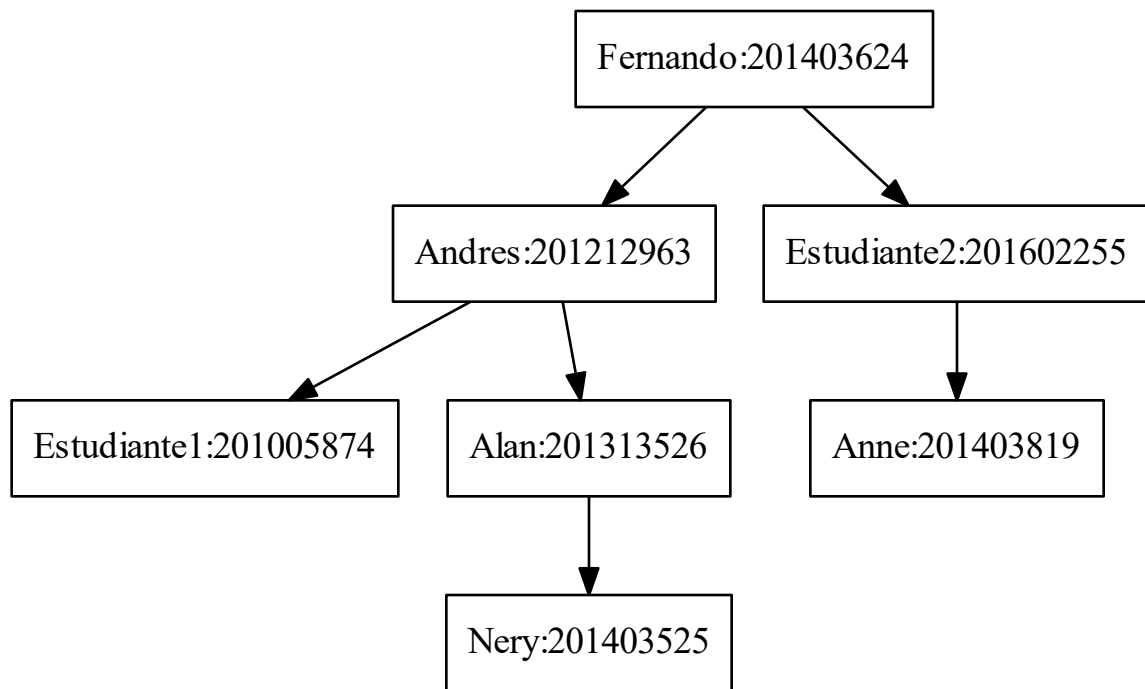 Fernando:201403624
Andres:201212963
Estudiante2:201602255
Estudiante1:201005874
Alan:201313526
Anne:201403819
Nery:201403525